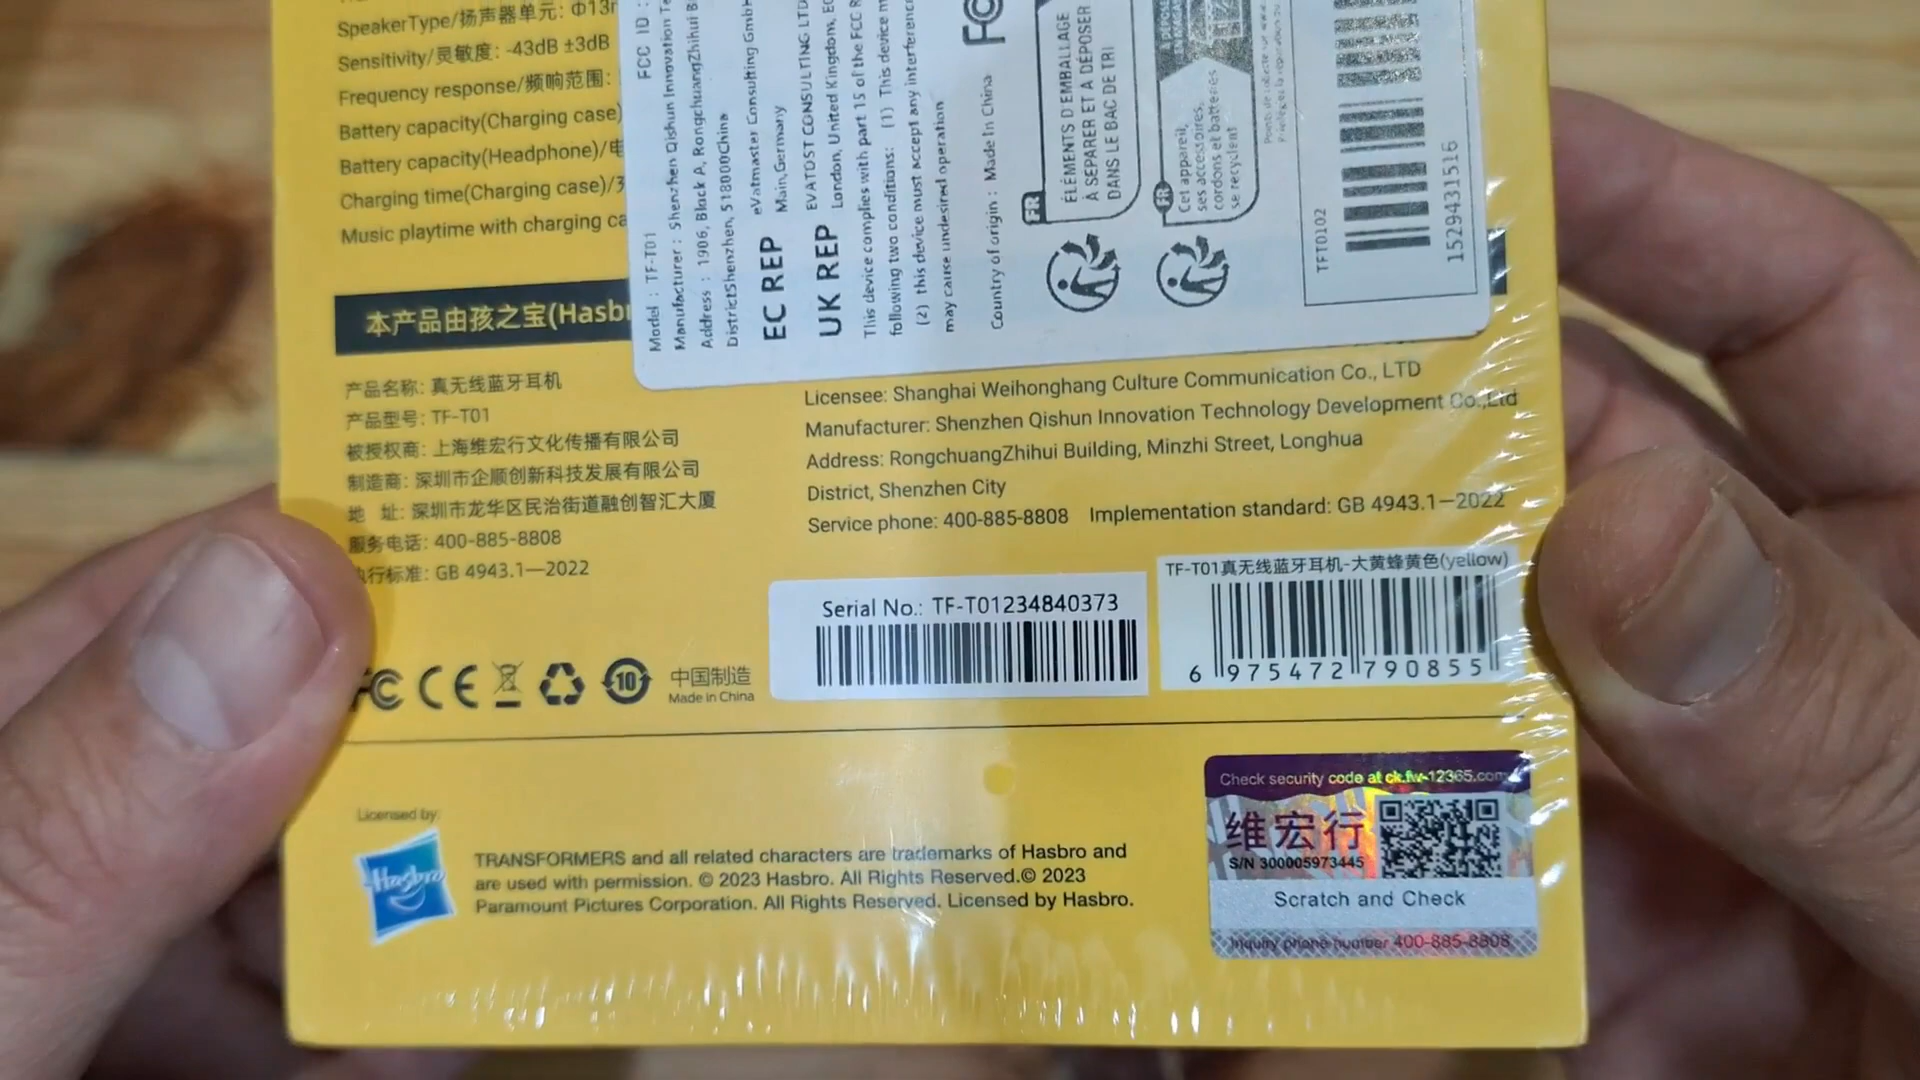 SpeakerType/扬声器单元: Φ13m
Sensitivity/灵敏度: -43dB ±3dB
Frequency response/频响范围:
Battery capacity(Charging case)
Battery capacity(Headphone)/电
Charging time(Charging case)/充
Music playtime with charging ca
本产品由孩之宝(Hasbr
产品名称: 真无线蓝牙耳机
产品型号: TF-T01
被授权商: 上海维宏行文化传播有限公司
制造商: 深圳市企顺创新科技发展有限公司
地 址: 深圳市龙华区民治街道融创智汇大厦
服务电话: 400-885-8808
执行标准: GB 4943.1—2022
FCC ID :
Model : TF-T01
Manufacturer : Shenzhen Qishun Innovation Te
Address : 1906, Block A, RongchuangZhihui B
DistrictShenzhen, 518000China
EC REP
eVatmaster Consulting GmbH
Main,Germany
UK REP
EVATOST CONSULTING LTD
London, United Kingdom, EC
This device complies with part 15 of the FCC R
following two conditions: (1) This device m
(2) this device must accept any interference
may cause undesired operation
Country of origin : Made In China
FC
FR
ÉLÉMENTS D'EMBALLAGE
À SÉPARER ET À DÉPOSER
DANS LE BAC DE TRI
FR
Cet appareil,
ses accessoires,
cordons et batteries
se recyclent
TFT0102
152943 1516
Licensee: Shanghai Weihonghang Culture Communication Co., LTD
Manufacturer: Shenzhen Qishun Innovation Technology Development Co.,Ltd
Address: RongchuangZhihui Building, Minzhi Street, Longhua
District, Shenzhen City
Service phone: 400-885-8808 Implementation standard: GB 4943.1—2022
Serial No.: TF-T01234840373
TF-T01真无线蓝牙耳机-大黄蜂黄色(yellow)
6 975472 790855
FC CE 10 中国制造
Made in China
Licensed by:
Hasbro
TRANSFORMERS and all related characters are trademarks of Hasbro and
are used with permission. © 2023 Hasbro. All Rights Reserved.© 2023
Paramount Pictures Corporation. All Rights Reserved. Licensed by Hasbro.
Check security code at ck.fw-12365.com
维宏行
S/N 300005973445
Scratch and Check
Inquiry phone number 400-885-8808